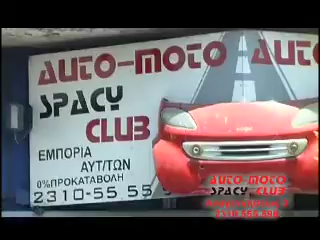 AUTO-MOTO AUTO
SPACY
CLUB
ΕΜΠΟΡΙΑ
ΑΥΤ/ΤΩΝ
0%ΠΡΟΚΑΤΑΒΟΛΗ
2310-55 55
AUTO-MOTO
SPACY CLUB